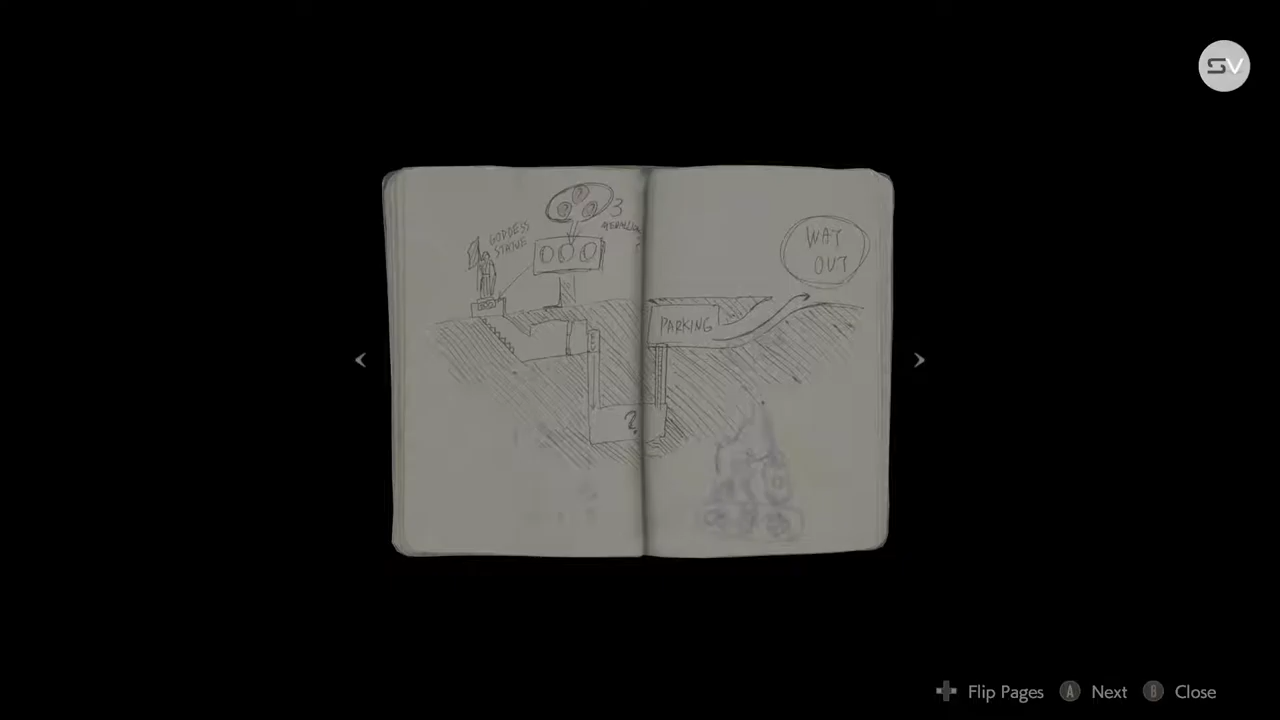 SV
3
GODDESS
STATUE
WAY
OUT
PARKING
?
Flip Pages A Next B Close